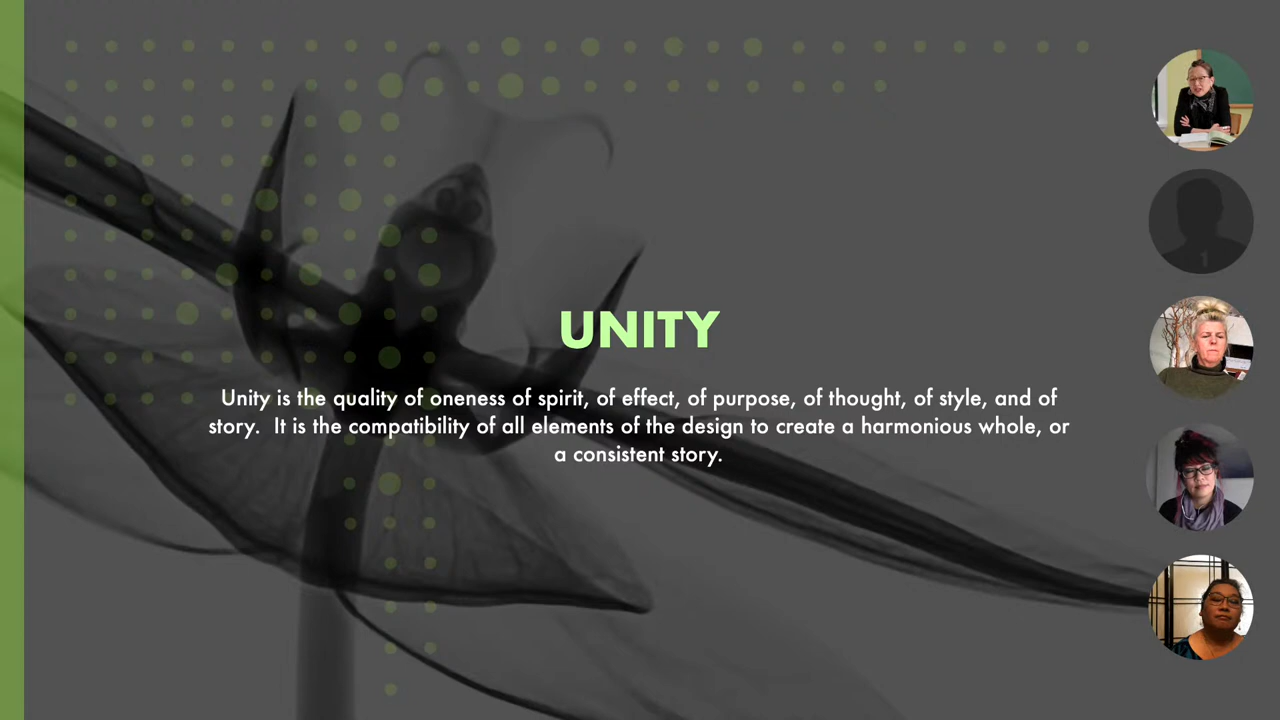 UNITY
Unity is the quality of oneness of spirit, of effect, of purpose, of thought, of style, and of
story.  It is the compatibility of all elements of the design to create a harmonious whole, or
a consistent story.
1